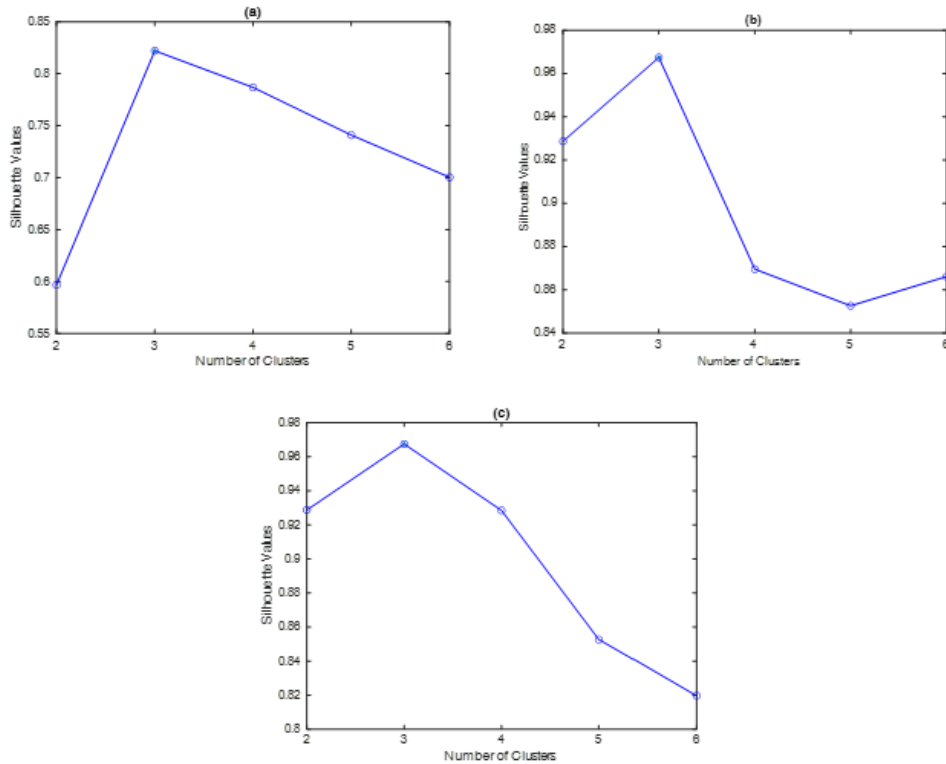 (a)
0.85
0.8
0.75
0.7
0.65
0.6
0.55
Silhouette Values
2 3 4 5 6
Number of Clusters
(b)
0.98
0.96
0.94
0.92
0.9
0.88
0.86
0.84
Silhouette Values
2 3 4 5 6
Number of Clusters
(c)
0.98
0.96
0.94
0.92
0.9
0.88
0.86
0.84
0.82
0.8
Silhouette Values
2 3 4 5 6
Number of Clusters